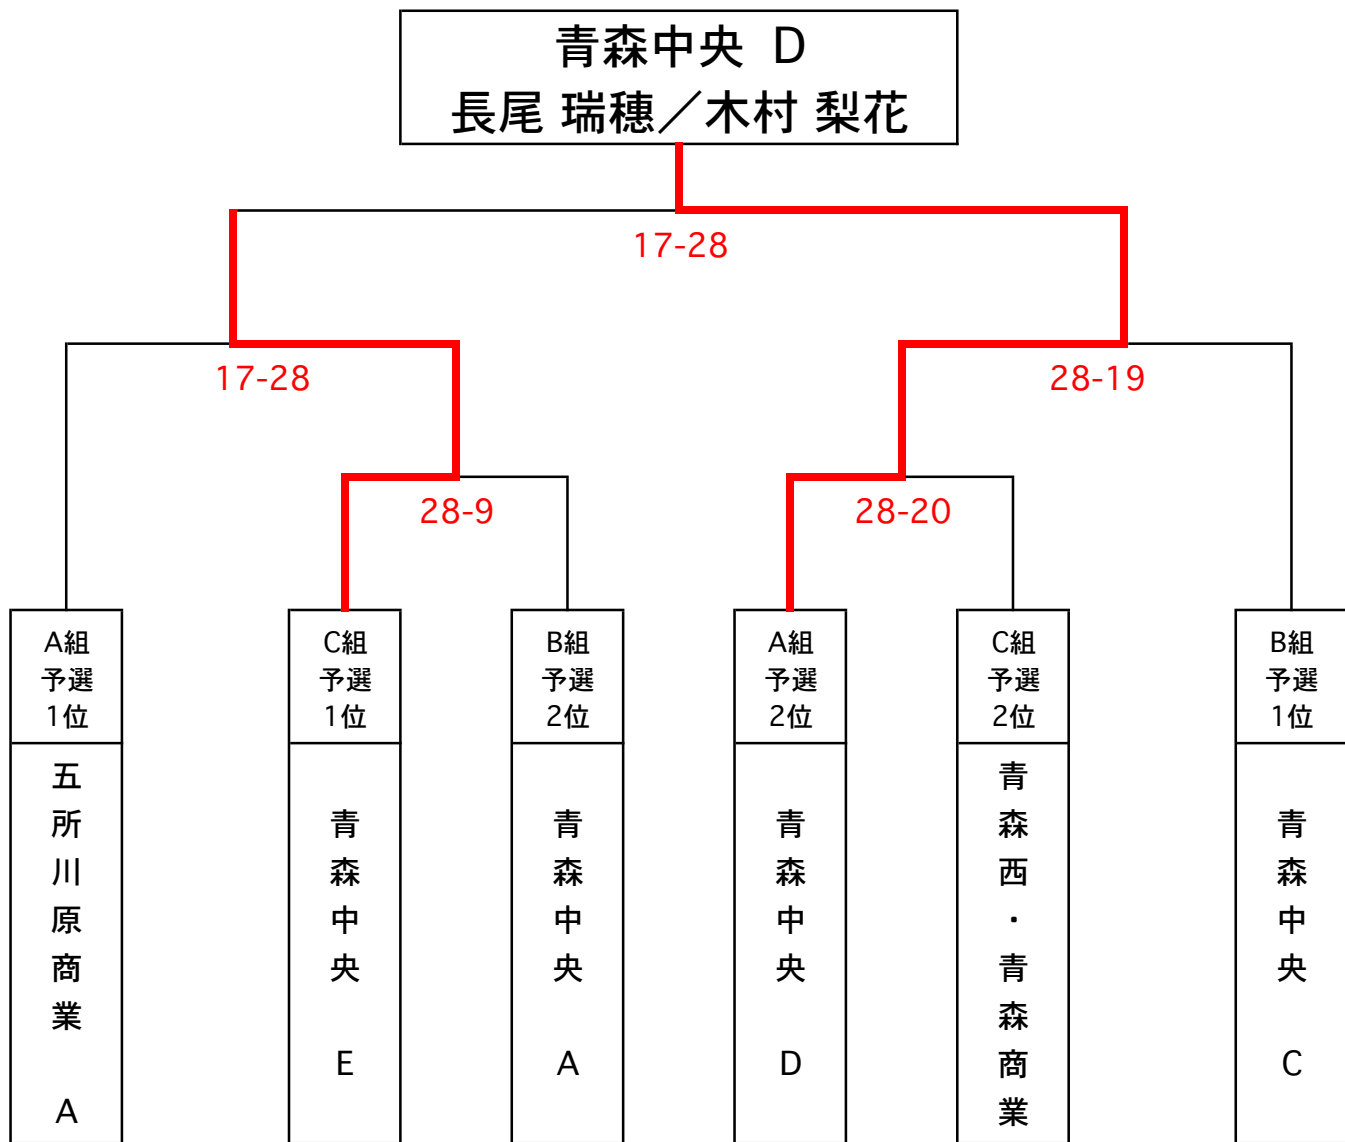 青森中央 D
長尾 瑞穂／木村 梨花
17-28
17-28
28-19
28-9
28-20
A組
予選
1位
五所川原商業 A
C組
予選
1位
青森中央 E
B組
予選
2位
青森中央 A
A組
予選
2位
青森中央 D
C組
予選
2位
青森西・青森商業
B組
予選
1位
青森中央 C